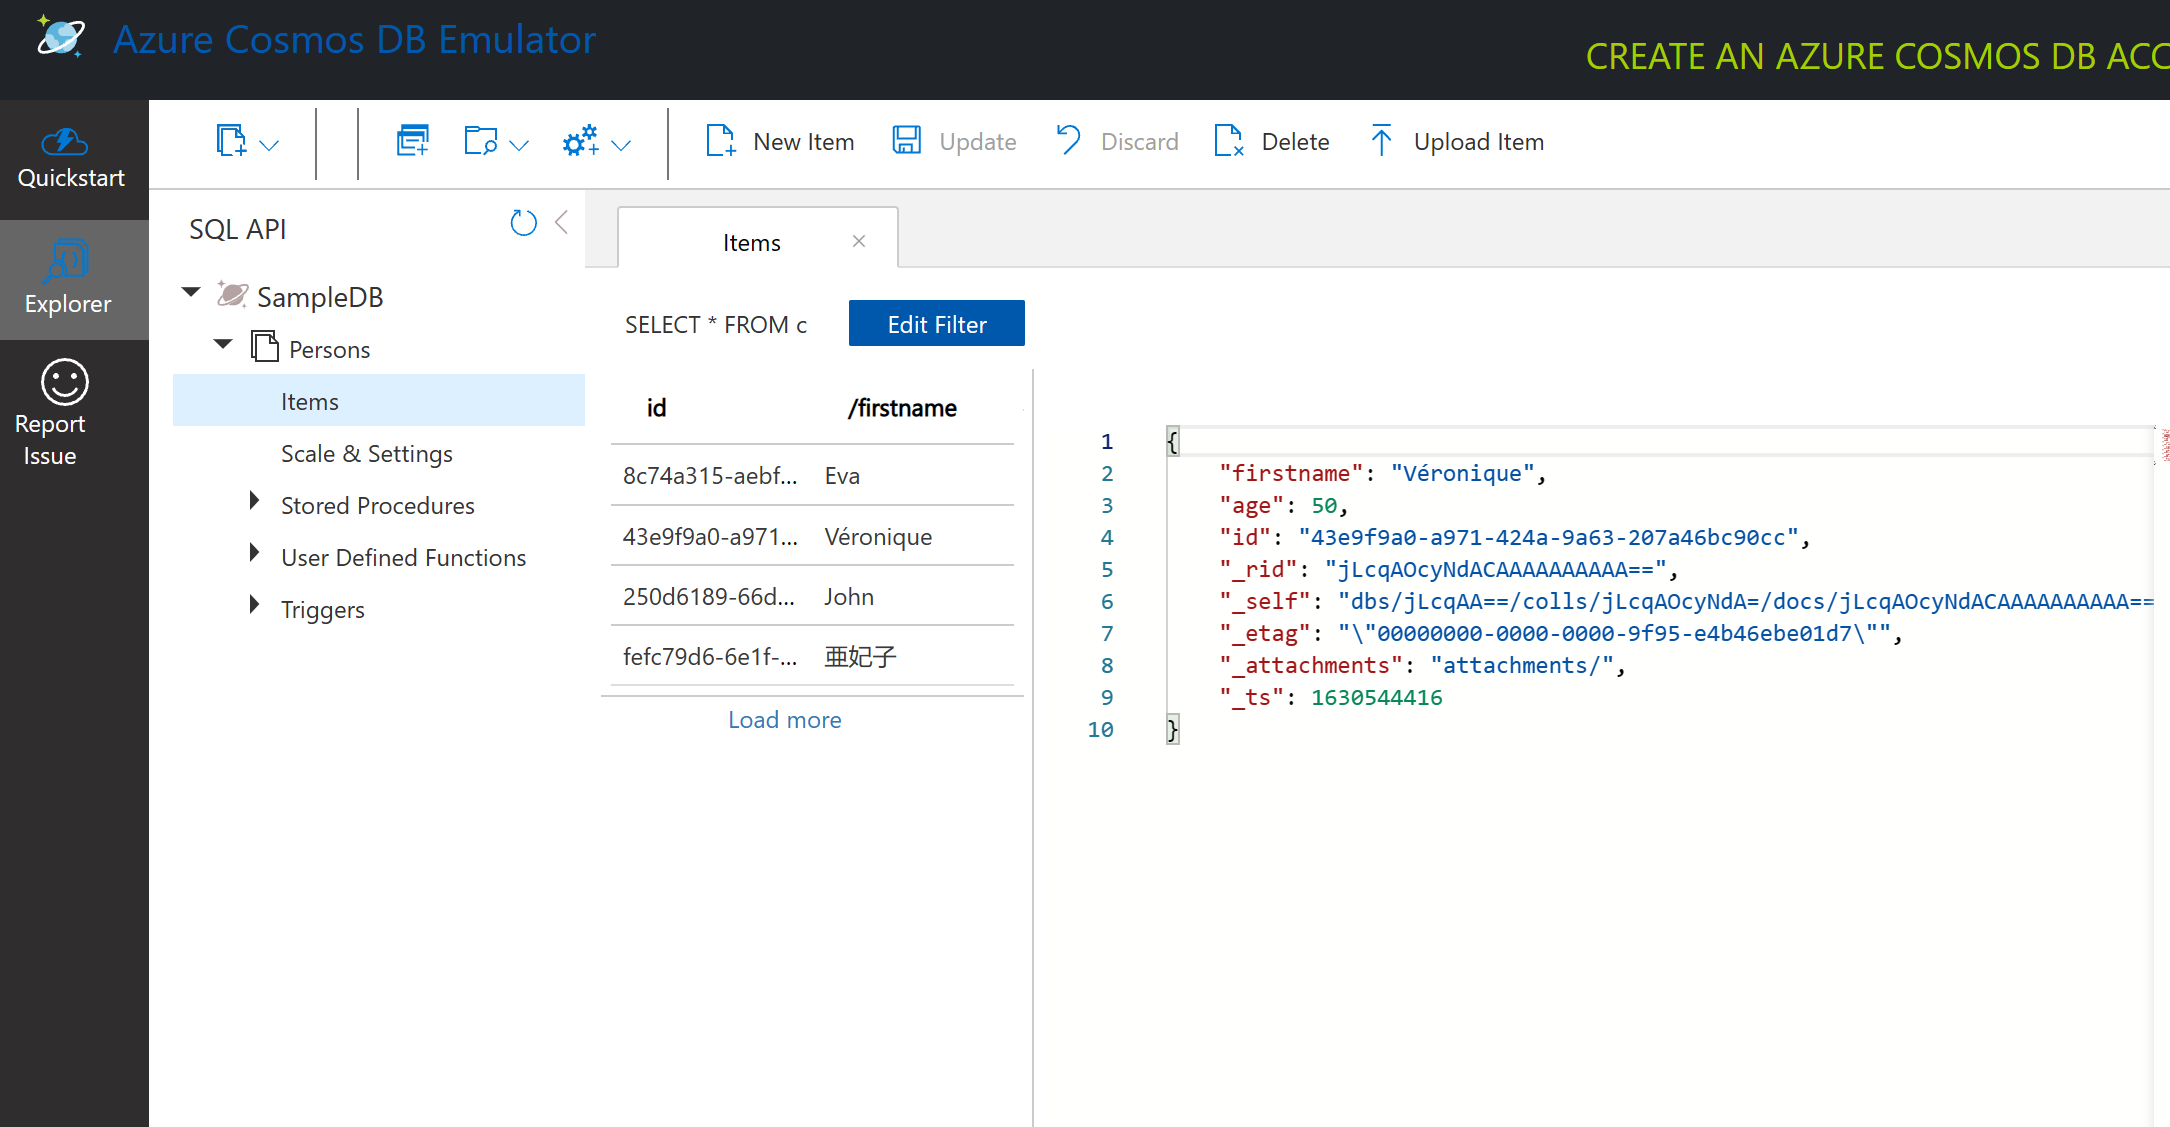 Azure Cosmos DB Emulator
CREATE AN AZURE COSMOS DB ACC
Quickstart
Explorer
Report
Issue
New Item
Update
Discard
Delete
Upload Item
SQL API
SampleDB
Persons
Items
Scale & Settings
Stored Procedures
User Defined Functions
Triggers
Items
SELECT * FROM c
Edit Filter
id /firstname
8c74a315-aebf... Eva
43e9f9a0-a971... Véronique
250d6189-66d... John
fefc79d6-6e1f-... 亜妃子
Load more
1 {
2 "firstname": "Véronique",
3 "age": 50,
4 "id": "43e9f9a0-a971-424a-9a63-207a46bc90cc",
5 "_rid": "jLcqAOcyNdACAAAAAAAAAA==",
6 "_self": "dbs/jLcqAA==/colls/jLcqAOcyNdA=/docs/jLcqAOcyNdACAAAAAAAAAA==
7 "_etag": "\"00000000-0000-0000-9f95-e4b46ebe01d7\"",
8 "_attachments": "attachments/",
9 "_ts": 1630544416
10 }